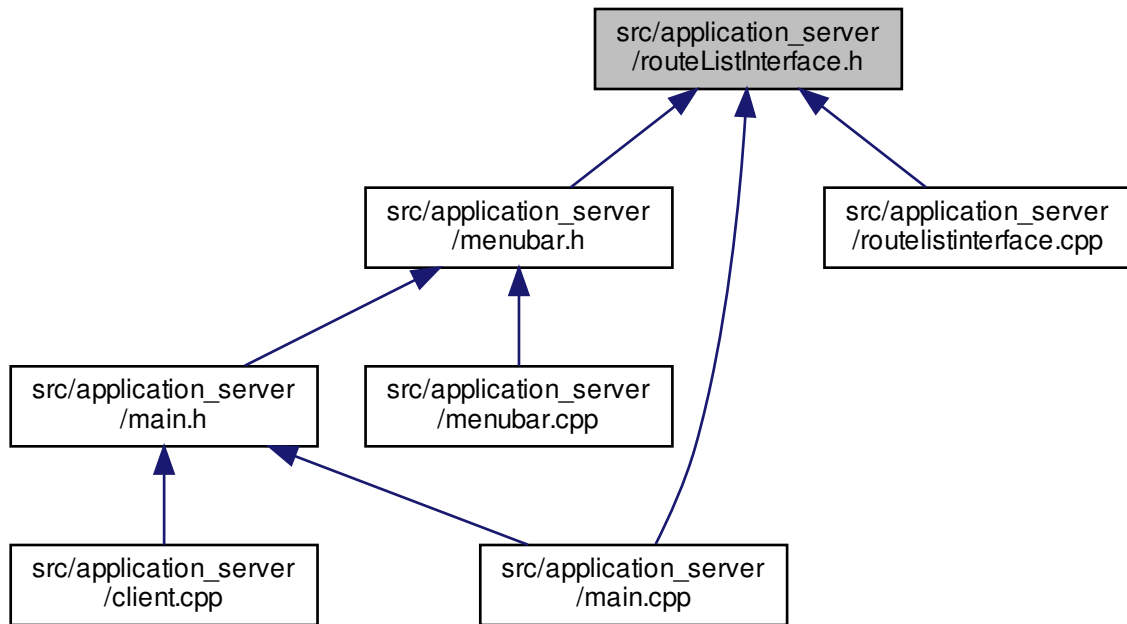 src/application_server
/routeListInterface.h
src/application_server
/menubar.h
src/application_server
/routelistinterface.cpp
src/application_server
/main.h
src/application_server
/menubar.cpp
src/application_server
/client.cpp
src/application_server
/main.cpp